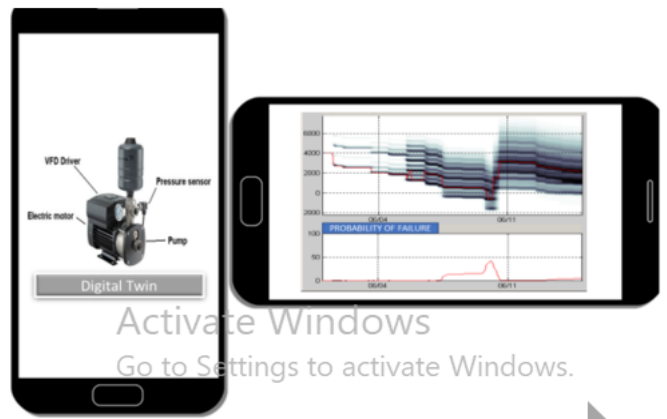 VFD Driver
Pressure sensor
Electric motor
Pump
Digital Twin
6000
4000
2000
0
2000
06/04
06/11
PROBABILITY OF FAILURE
100
50
0
06/04
06/11
Activate Windows
Go to Settings to activate Windows.